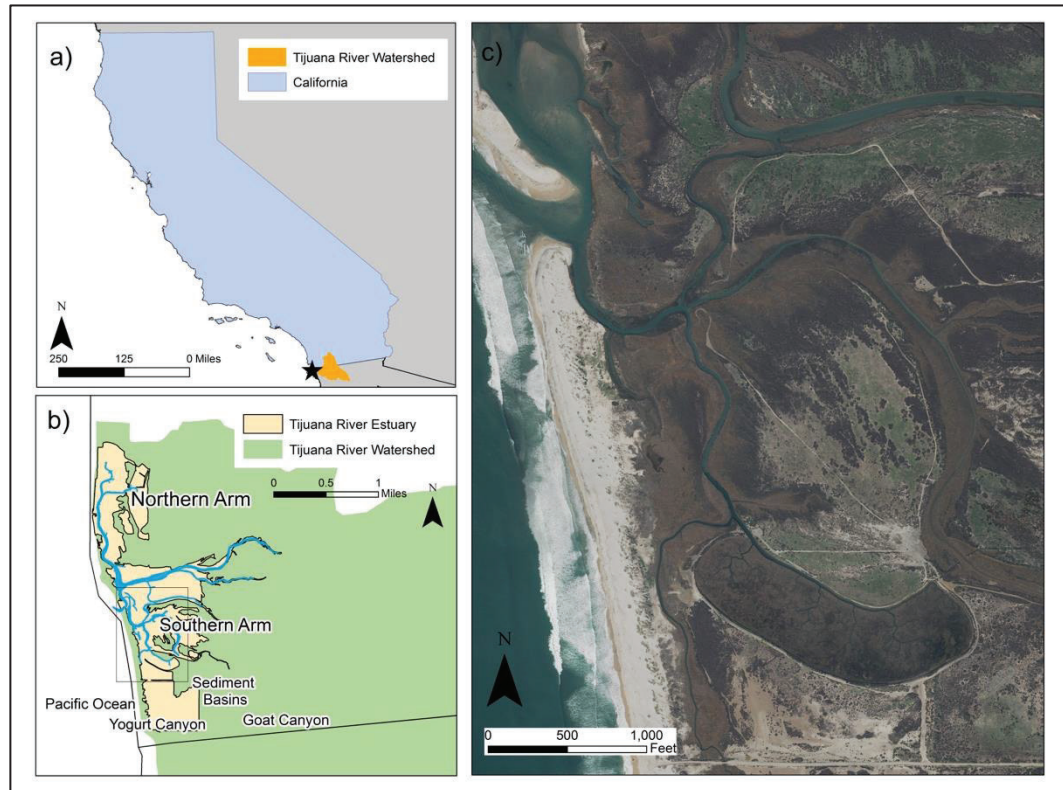 a)
Tijuana River Watershed
California
N
250 125 0 Miles
b)
Tijuana River Estuary
Tijuana River Watershed
0 0.5 1
Miles
N
Northern Arm
Southern Arm
Sediment
Basins
Pacific Ocean
Yogurt Canyon
Goat Canyon
c)
N
0 500 1,000
Feet